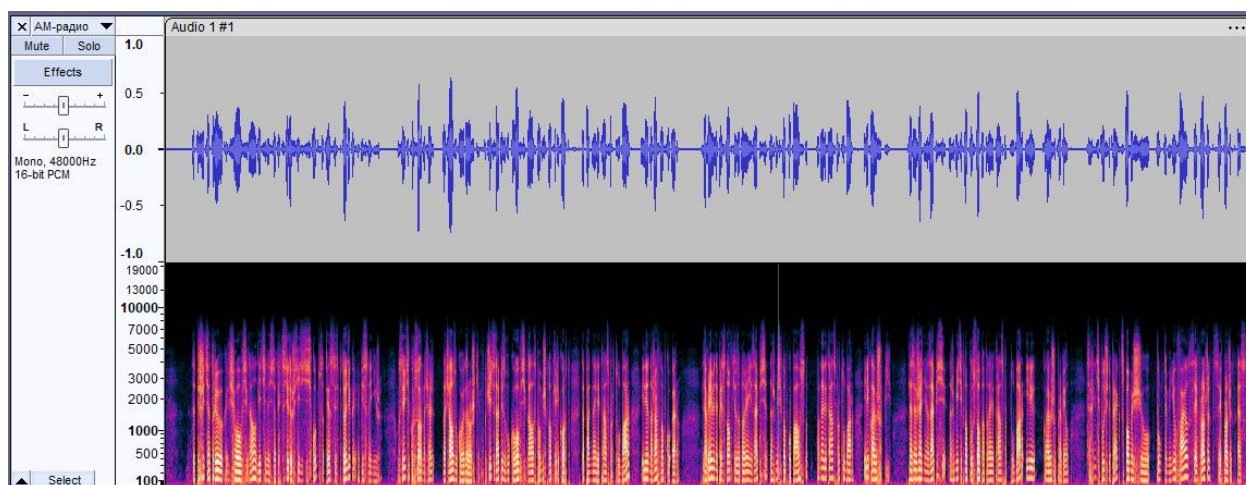 × АМ-радио ▼
Audio 1 #1
...
Mute Solo
Effects
- +
L R
Mono, 48000Hz
16-bit PCM
▲ Select
1.0
0.5
0.0
-0.5
-1.0
19000
13000
10000
7000
5000
3000
2000
1000
500
100